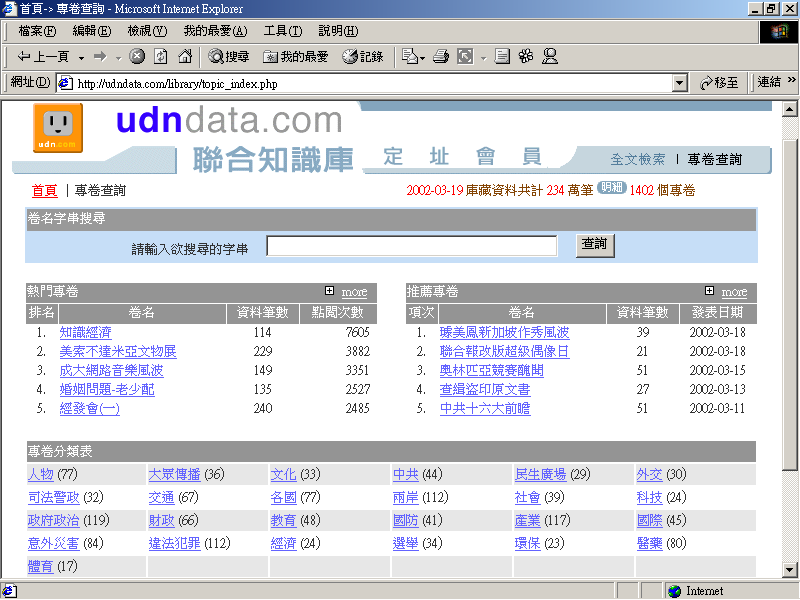 首頁-> 專卷查詢 - Microsoft Internet Explorer
檔案(F) 編輯(E) 檢視(V) 我的最愛(A) 工具(T) 說明(H)
上一頁 搜尋 我的最愛 記錄
網址(D) http://udndata.com/library/topic_index.php 移至 連結 »
udn.com
udndata.com
聯合知識庫 定址會員 全文檢索 | 專卷查詢
首頁 | 專卷查詢 2002-03-19 庫藏資料共計 234 萬筆 明細 1402 個專卷
卷名字串搜尋
請輸入欲搜尋的字串 查詢
熱門專卷 more
排名 卷名 資料筆數 點閱次數
1. 知識經濟 114 7605
2. 美索不達米亞文物展 229 3882
3. 成大網路音樂風波 149 3351
4. 婚姻問題-老少配 135 2527
5. 經發會(一) 240 2485
推薦專卷 more
項次 卷名 資料筆數 發表日期
1. 璩美鳳新加坡作秀風波 39 2002-03-18
2. 聯合報改版超級偶像日 21 2002-03-18
3. 奧林匹亞競賽醜聞 51 2002-03-15
4. 查緝盜印原文書 27 2002-03-13
5. 中共十六大前瞻 51 2002-03-11
專卷分類表
人物 (77) 大眾傳播 (36) 文化 (33) 中共 (44) 民生廣場 (29) 外交 (30)
司法警政 (32) 交通 (67) 各國 (77) 兩岸 (112) 社會 (39) 科技 (24)
政府政治 (119) 財政 (66) 教育 (48) 國防 (41) 產業 (117) 國際 (45)
意外災害 (84) 違法犯罪 (112) 經濟 (24) 選舉 (34) 環保 (23) 醫藥 (80)
體育 (17)
Internet